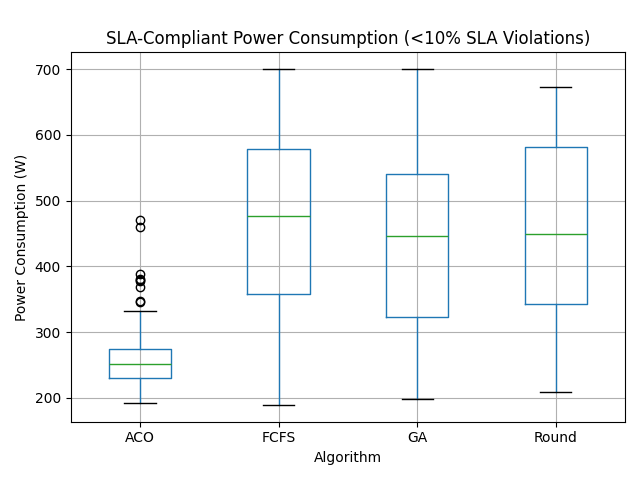 SLA-Compliant Power Consumption (<10% SLA Violations)
Power Consumption (W)
700
600
500
400
300
200
ACO FCFS GA Round
Algorithm